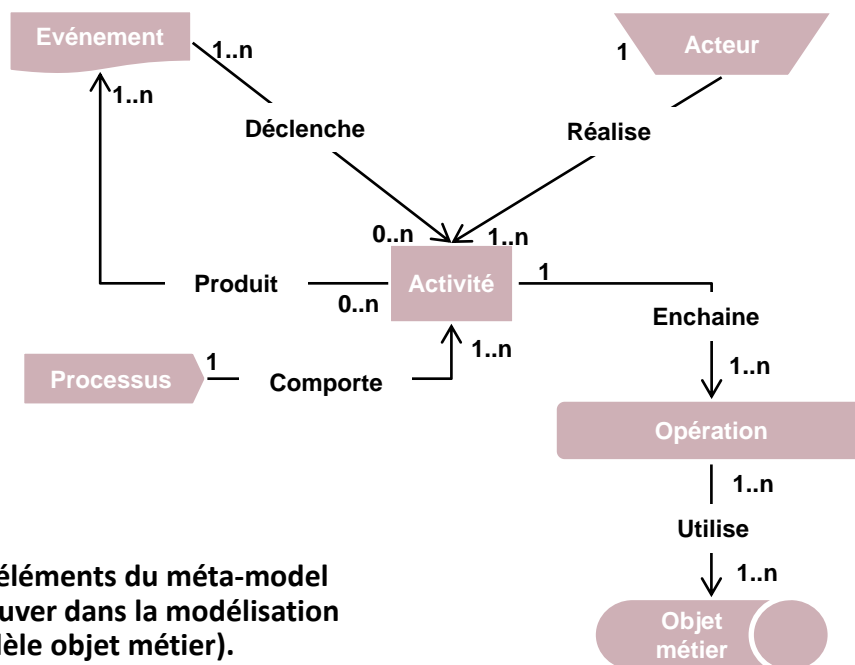 Evénement
1..n
1
Acteur
1..n
Déclenche
Réalise
0..n
1..n
Produit
0..n
Activité
1
Enchaine
1..n
Processus
1
Comporte
1..n
Opération
1..n
Utilise
1..n
Objet
métier
éléments du méta-model
uver dans la modélisation
lèle objet métier).